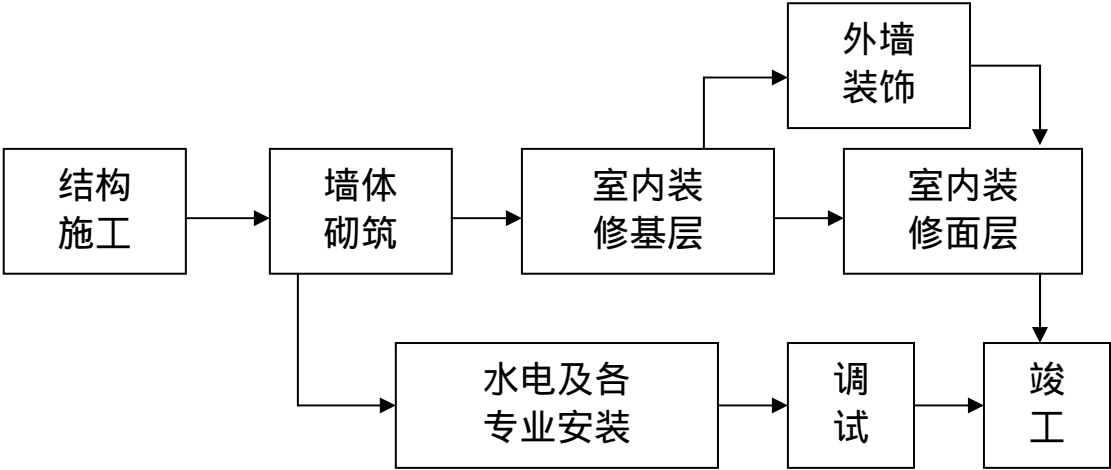 外墙
装饰
结构
施工
墙体
砌筑
室内装
修基层
室内装
修面层
水电及各
专业安装
调
试
竣
工